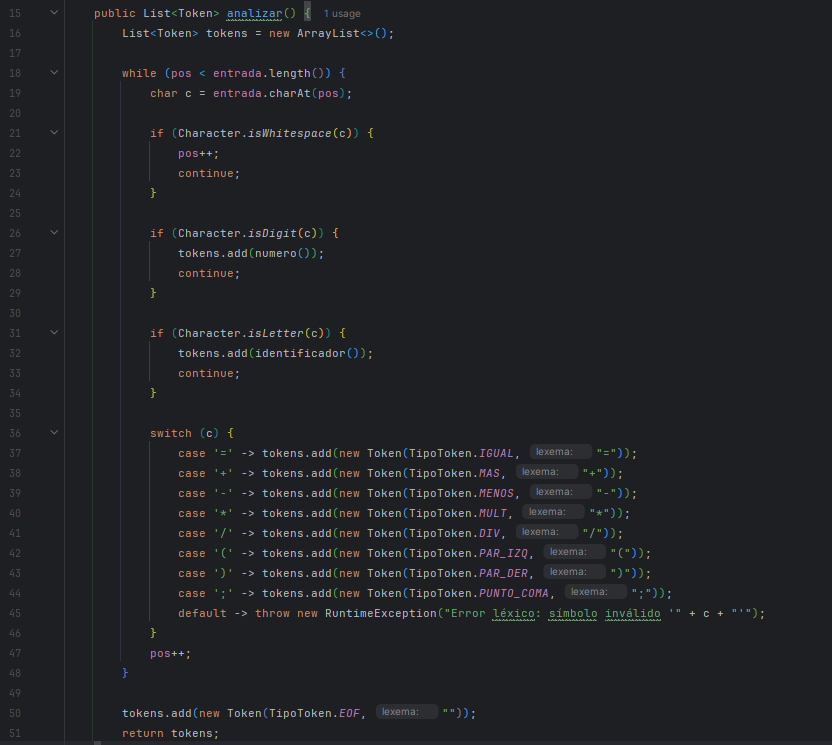 15 public List<Token> analizar() { 1 usage
16 List<Token> tokens = new ArrayList<>();
17
18 while (pos < entrada.length()) {
19 char c = entrada.charAt(pos);
20
21 if (Character.isWhitespace(c)) {
22 pos++;
23 continue;
24 }
25
26 if (Character.isDigit(c)) {
27 tokens.add(numero());
28 continue;
29 }
30
31 if (Character.isLetter(c)) {
32 tokens.add(identificador());
33 continue;
34 }
35
36 switch (c) {
37 case '=' -> tokens.add(new Token(TipoToken.IGUAL, lexema: "="));
38 case '+' -> tokens.add(new Token(TipoToken.MAS, lexema: "+"));
39 case '-' -> tokens.add(new Token(TipoToken.MENOS, lexema: "-"));
40 case '*' -> tokens.add(new Token(TipoToken.MULT, lexema: "*"));
41 case '/' -> tokens.add(new Token(TipoToken.DIV, lexema: "/"));
42 case '(' -> tokens.add(new Token(TipoToken.PAR_IZQ, lexema: "("));
43 case ')' -> tokens.add(new Token(TipoToken.PAR_DER, lexema: ")"));
44 case ';' -> tokens.add(new Token(TipoToken.PUNTO_COMA, lexema: ";"));
45 default -> throw new RuntimeException("Error léxico: símbolo inválido '" + c + "'");
46 }
47 pos++;
48 }
49
50 tokens.add(new Token(TipoToken.EOF, lexema: ""));
51 return tokens;